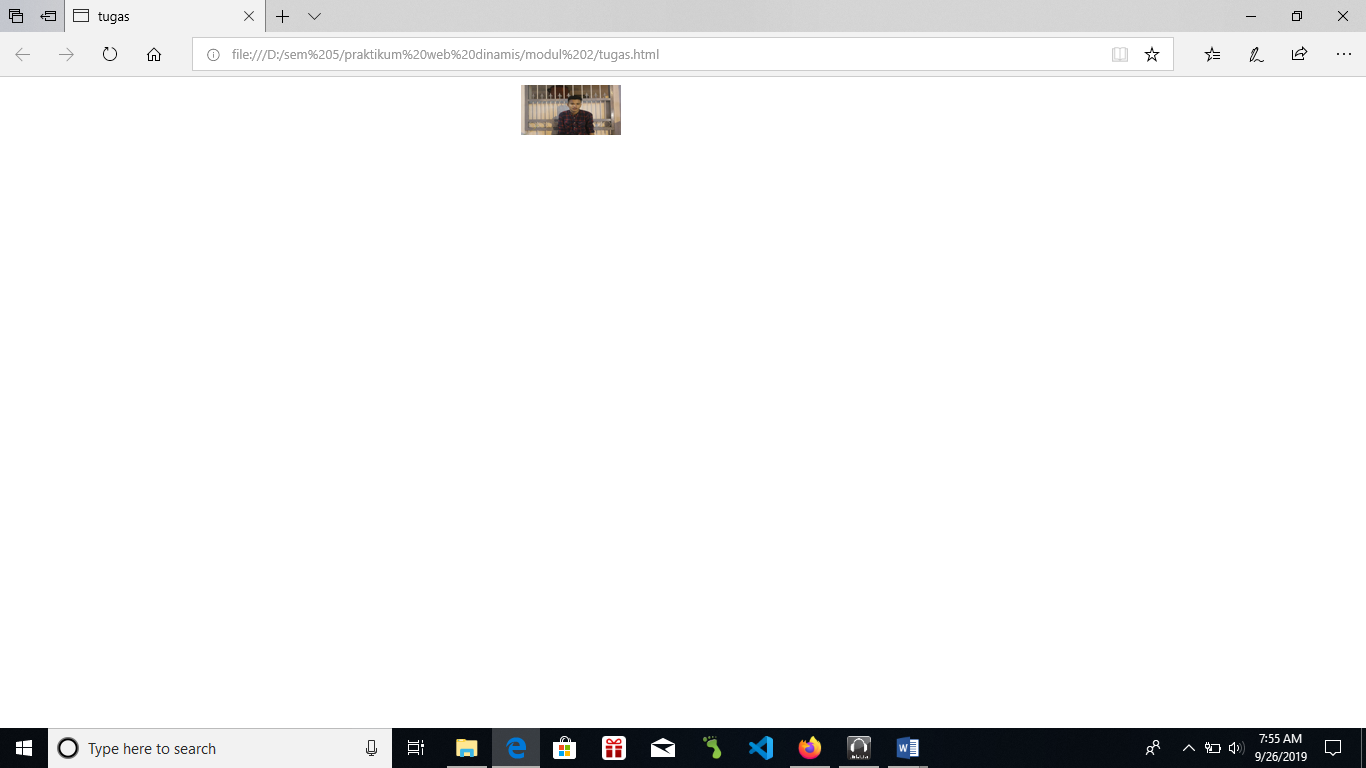 tugas
file:///D:/sem%205/praktikum%20web%20dinamis/modul%202/tugas.html
Type here to search
7:55 AM
9/26/2019